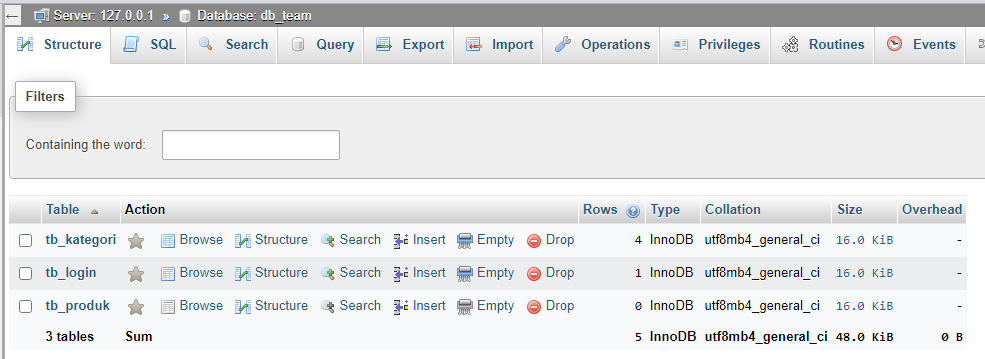 Server: 127.0.0.1 » Database: db_team
Structure SQL Search Query Export Import Operations Privileges Routines Events
Filters
Containing the word:
Table Action Rows Type Collation Size Overhead
tb_kategori Browse Structure Search Insert Empty Drop 4 InnoDB utf8mb4_general_ci 16.0 KiB -
tb_login Browse Structure Search Insert Empty Drop 1 InnoDB utf8mb4_general_ci 16.0 KiB -
tb_produk Browse Structure Search Insert Empty Drop 0 InnoDB utf8mb4_general_ci 16.0 KiB -
3 tables Sum 5 InnoDB utf8mb4_general_ci 48.0 KiB 0 B